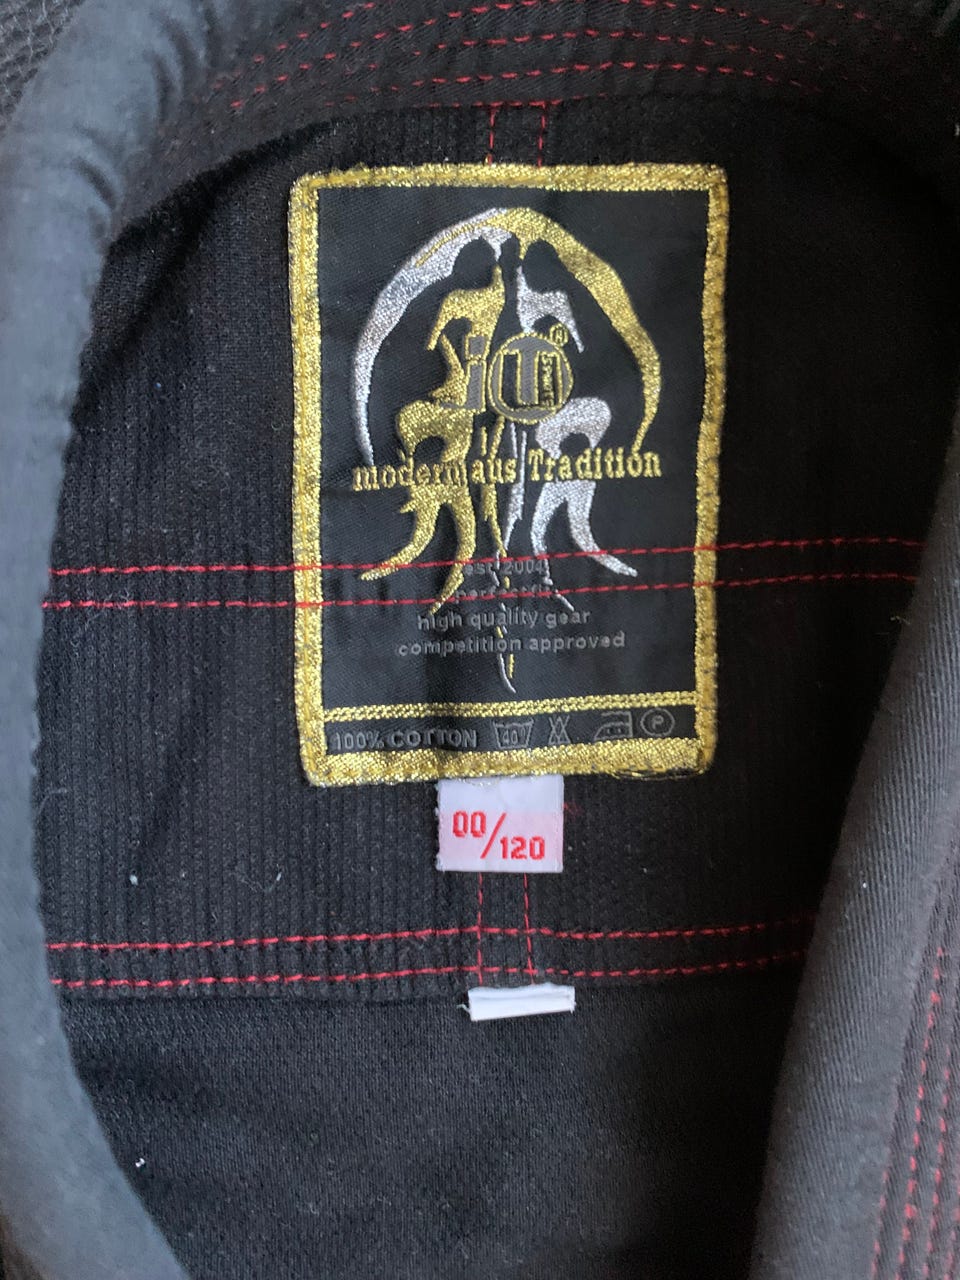 ®
modern aus Tradition
est 2004
high quality gear
competition approved
100% COTTON 40 P
00/120